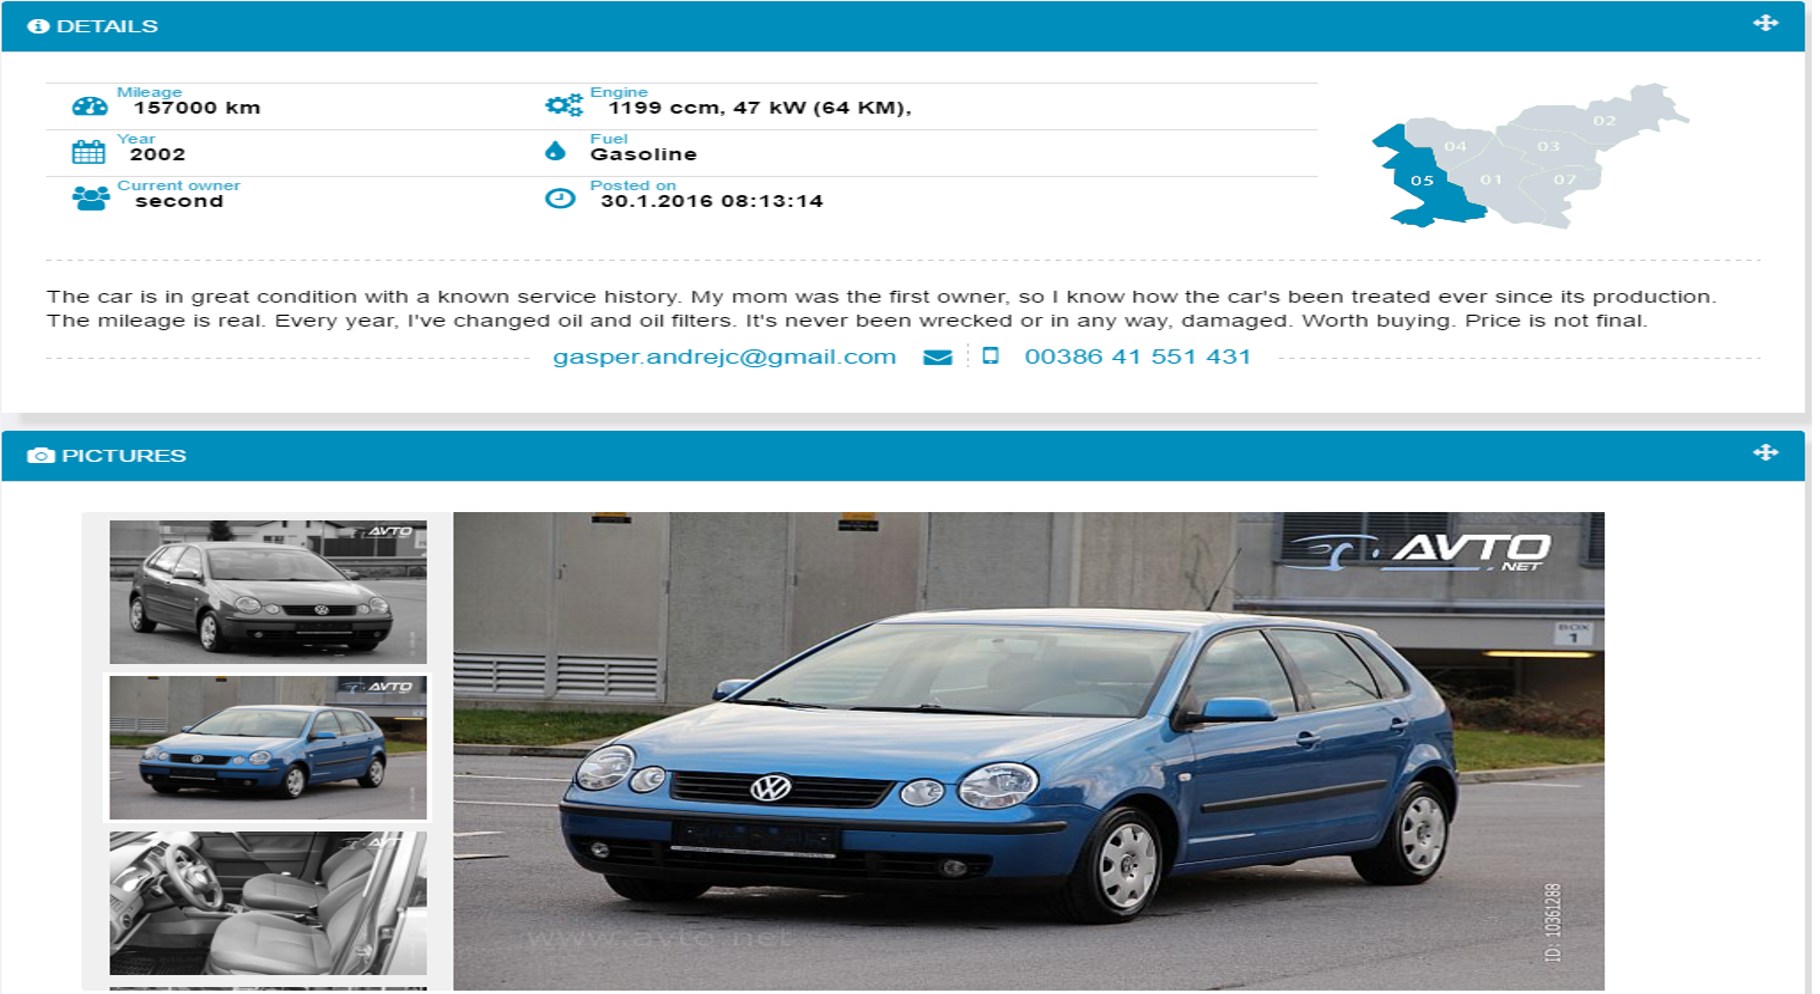 DETAILS
Mileage
157000 km
Engine
1199 ccm, 47 kW (64 KM),
Year
2002
Fuel
Gasoline
Current owner
second
Posted on
30.1.2016 08:13:14
02
04
03
05
01
07
The car is in great condition with a known service history. My mom was the first owner, so I know how the car's been treated ever since its production.
The mileage is real. Every year, I've changed oil and oil filters. It's never been wrecked or in any way, damaged. Worth buying. Price is not final.
gasper.andrejc@gmail.com
00386 41 551 431
PICTURES
AVTO
AVTO
NET
AVTO
.NET
BOX
1
www.avto.net
ID: 10361288